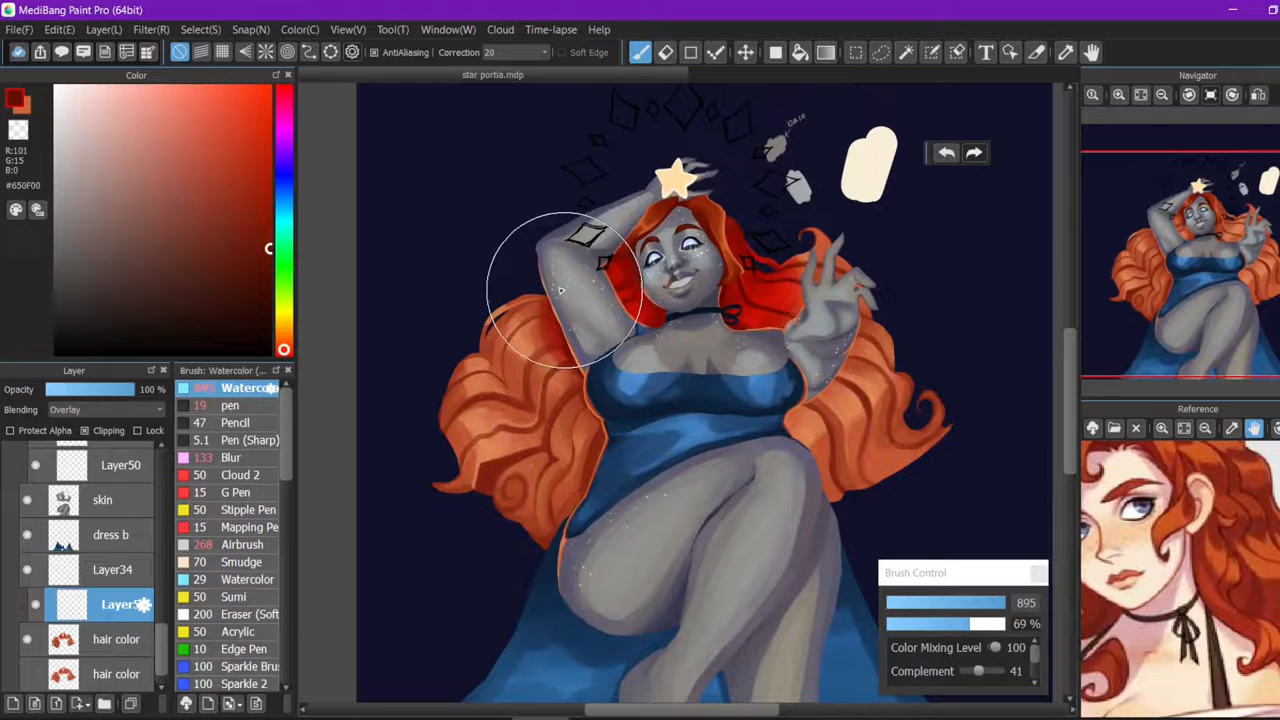 MediBang Paint Pro (64bit)
File(F) Edit(E) Layer(L) Filter(R) Select(S) Snap(N) Color(C) Tool(T) Window(W) Cloud Time-lapse Help
AntiAliasing Correction 20 Soft Edge
T
Color
star portia.mdp
Navigator
base
R:101
G:15
B:0
#650F00
Layer
Brush: Watercolor (...
Opacity 100 %
Blending Overlay
Protect Alpha Clipping Lock
Layer50
skin
dress b
Layer34
hair color
hair color
895
19 pen
47 Pencil
5.1 Pen (Sharp)
133 Blur
50 Cloud 2
15 G Pen
50 Stipple Pen
15 Mapping Pe
268 Airbrush
70 Smudge
29 Watercolor
50 Sumi
200 Eraser (Soft
50 Acrylic
10 Edge Pen
100 Sparkle Brus
100 Sparkle 2
Reference
Brush Control
895
69 %
Color Mixing Level 100
Complement 41